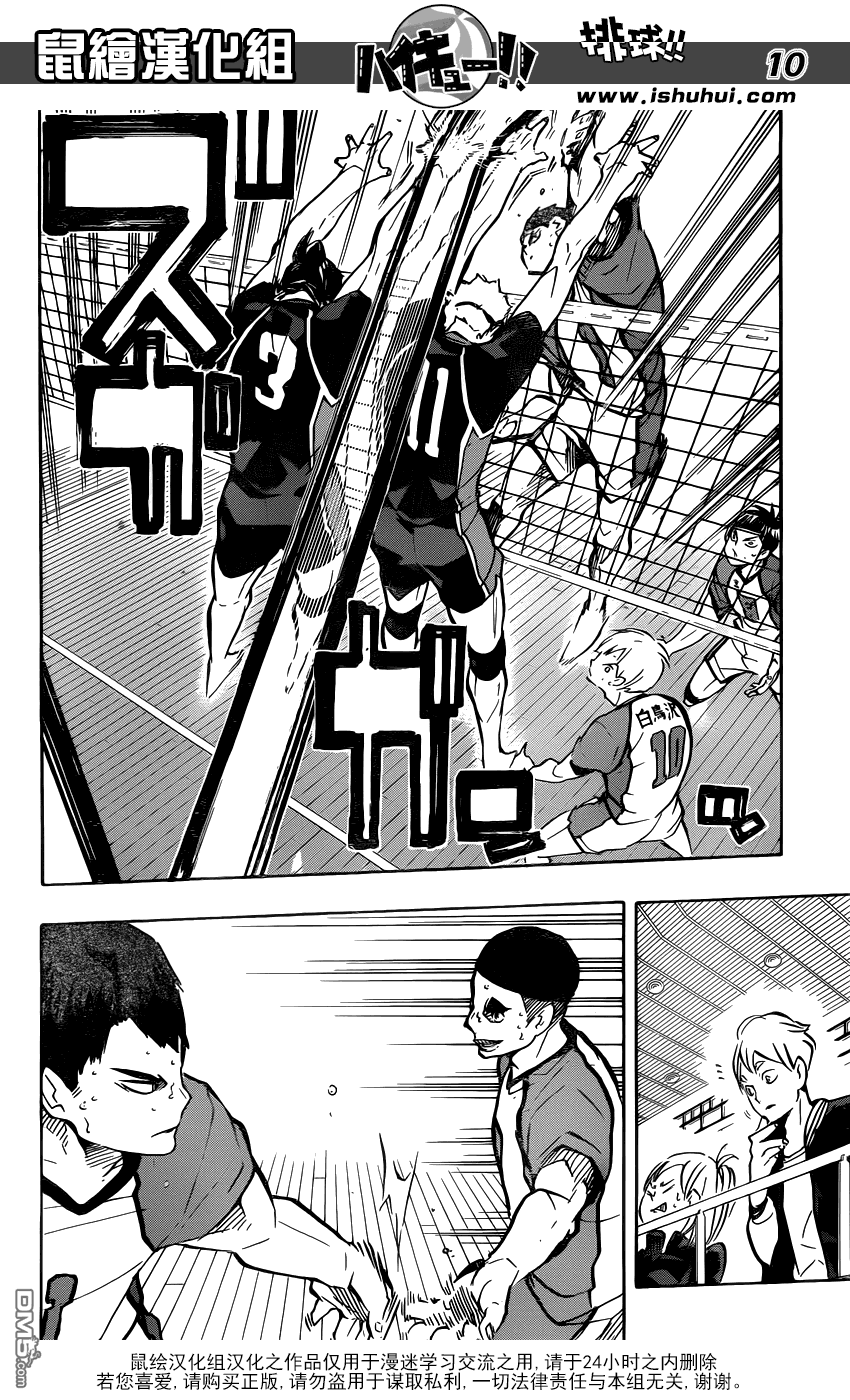 鼠繪漢化組
ハイキュー!!
排球!!
10
www.ishuhui.com
3
11
白鳥沢
10
DM5.com
鼠绘汉化组汉化之作品仅用于漫迷学习交流之用, 请于24小时之内删除
若您喜爱, 请购买正版, 请勿盗用于谋取私利, 一切法律责任与本组无关, 谢谢。